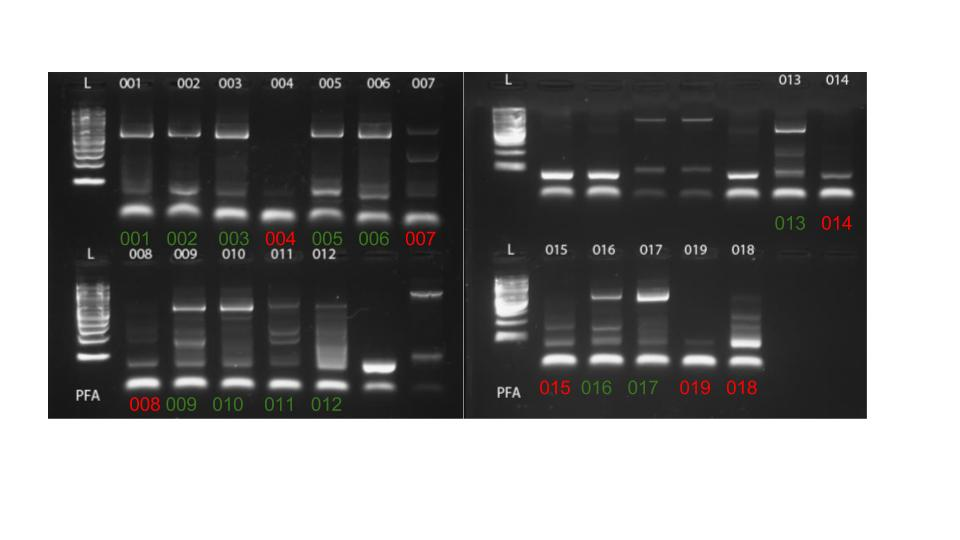 L 001 002 003 004 005 006 007
001 002 003 004 005 006 007
L 008 009 010 011 012
PFA
008 009 010 011 012
L 013 014
013 014
L 015 016 017 019 018
PFA 015 016 017 019 018